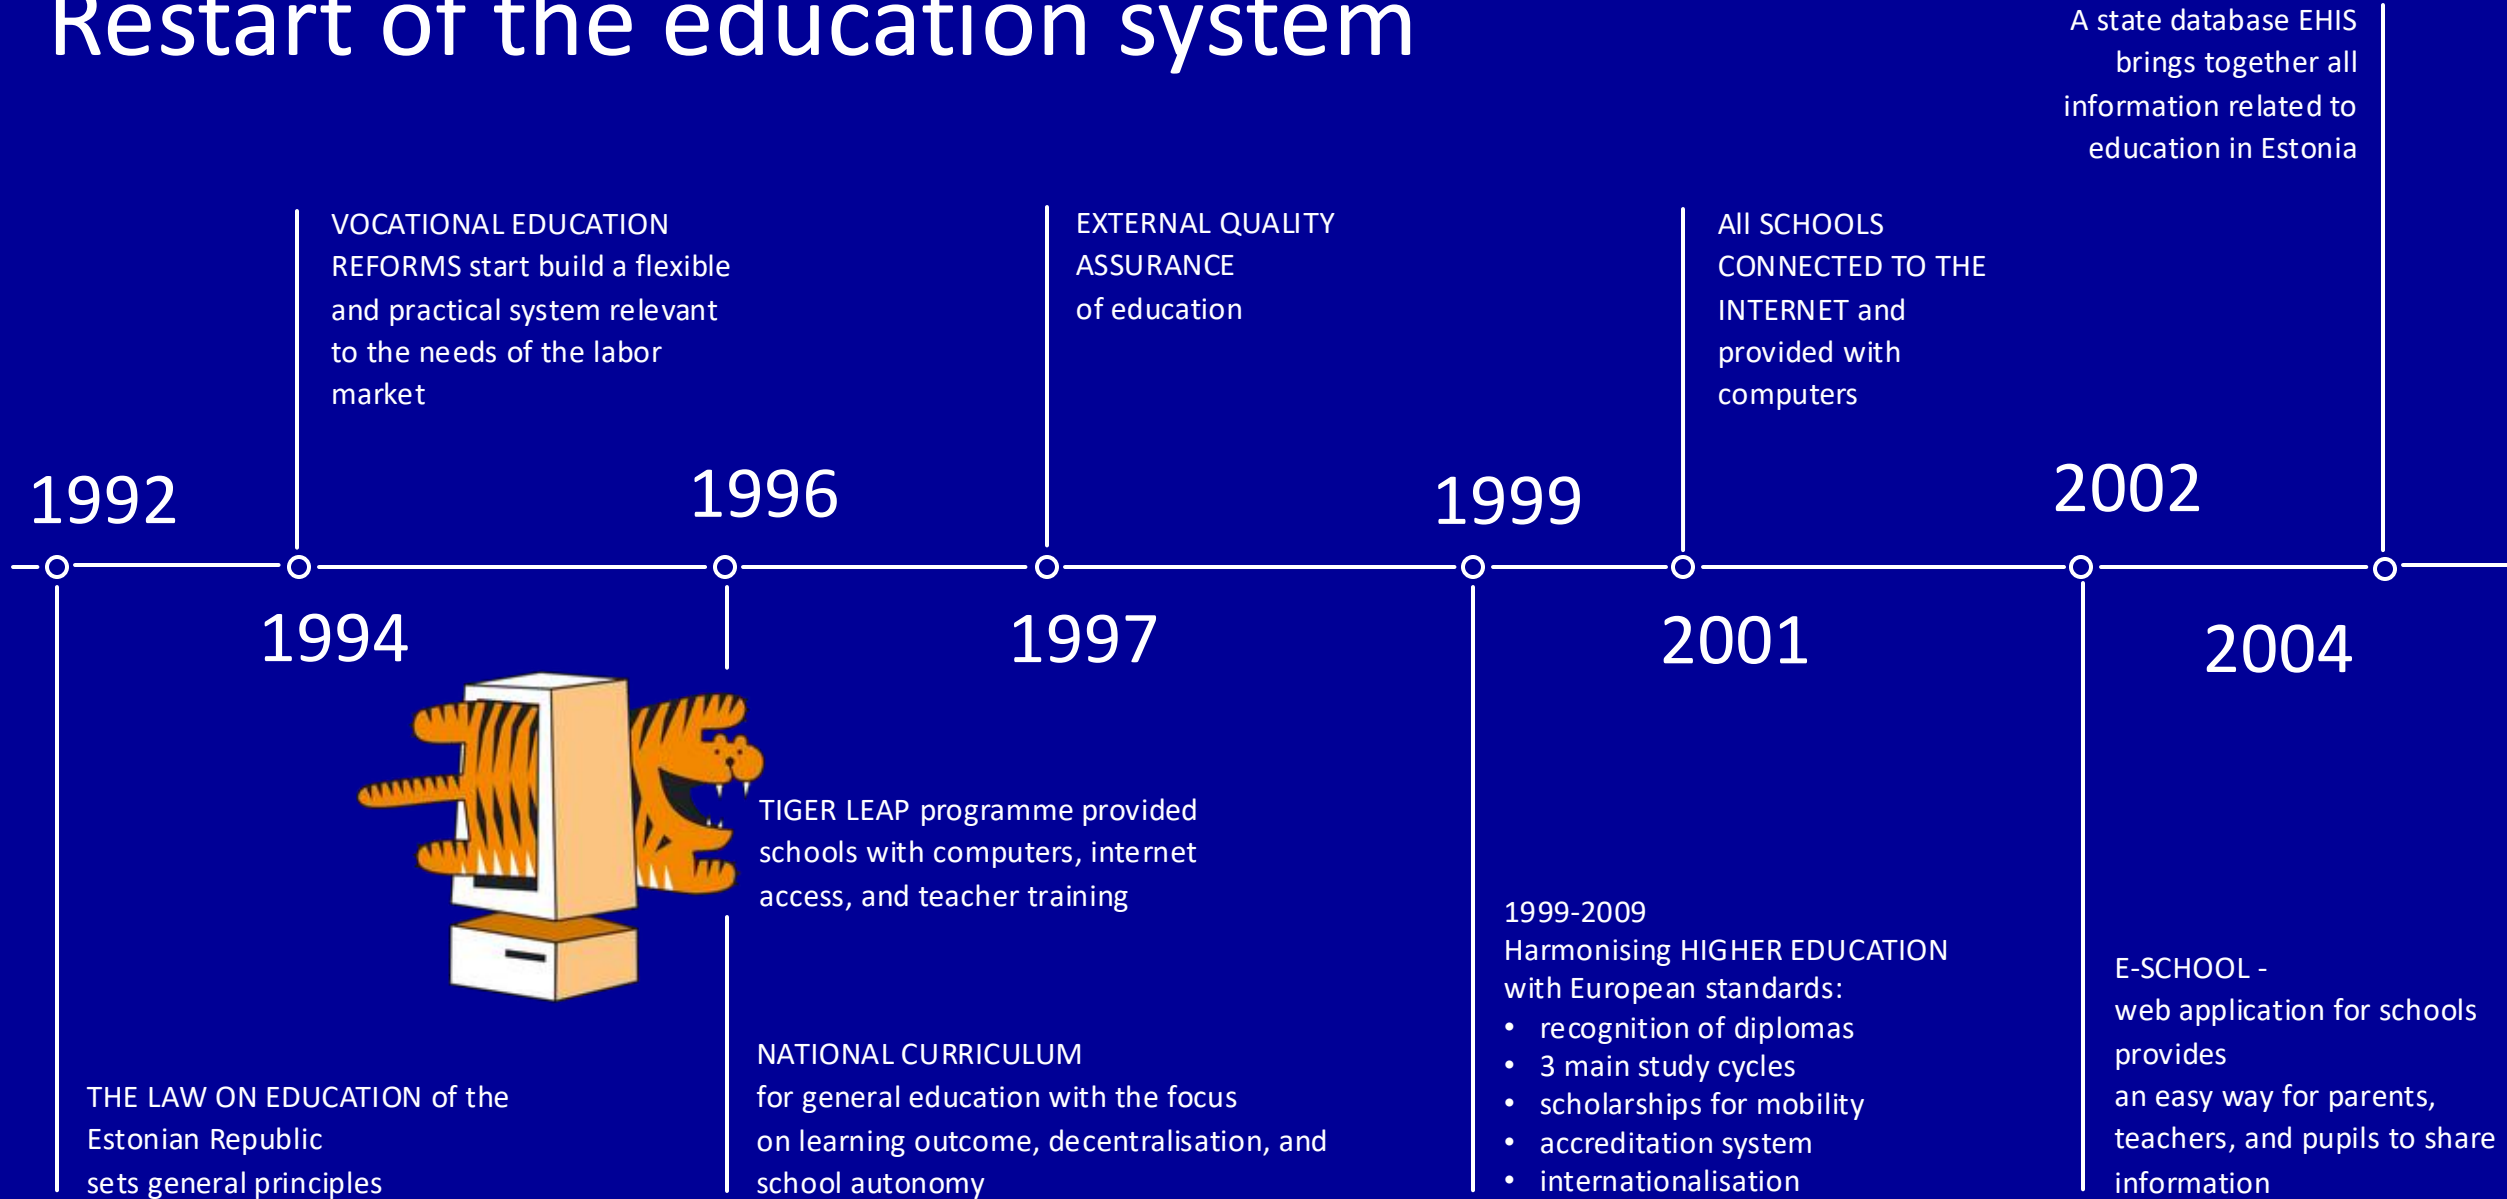 Restart of the education system
A state database EHIS
brings together all
information related to
education in Estonia
VOCATIONAL EDUCATION
REFORMS start build a flexible
and practical system relevant
to the needs of the labor
market
EXTERNAL QUALITY
ASSURANCE
of education
All SCHOOLS
CONNECTED TO THE
INTERNET and
provided with
computers
1992
1996
1999
2002
1994
1997
2001
2004
TIGER LEAP programme provided
schools with computers, internet
access, and teacher training
THE LAW ON EDUCATION of the
Estonian Republic
sets general principles
NATIONAL CURRICULUM
for general education with the focus
on learning outcome, decentralisation, and
school autonomy
1999-2009
Harmonising HIGHER EDUCATION
with European standards:
• recognition of diplomas
• 3 main study cycles
• scholarships for mobility
• accreditation system
• internationalisation
E-SCHOOL -
web application for schools
provides
an easy way for parents,
teachers, and pupils to share
information